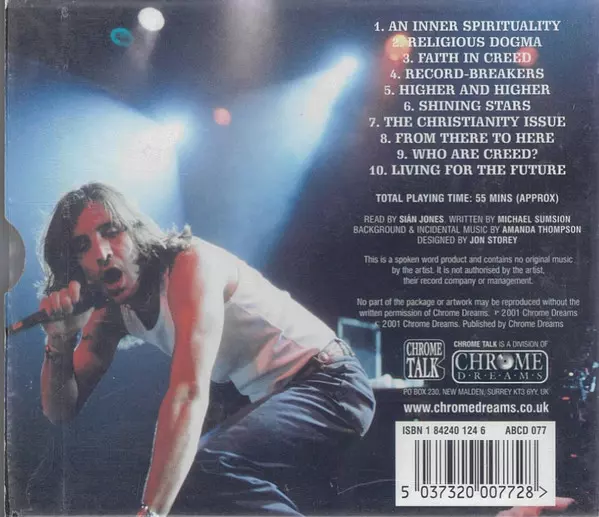 1. AN INNER SPIRITUALITY
2. RELIGIOUS DOGMA
3. FAITH IN CREED
4. RECORD-BREAKERS
5. HIGHER AND HIGHER
6. SHINING STARS
7. THE CHRISTIANITY ISSUE
8. FROM THERE TO HERE
9. WHO ARE CREED?
10. LIVING FOR THE FUTURE
TOTAL PLAYING TIME: 55 MINS (APPROX)
READ BY SIÂN JONES. WRITTEN BY MICHAEL SUMSION
BACKGROUND & INCIDENTAL MUSIC BY AMANDA THOMPSON
DESIGNED BY JON STOREY
This is a spoken word product and contains no original music
by the artist. It is not authorised by the artist,
their record company or management.
No part of the package or artwork may be reproduced without the
written permission of Chrome Dreams. ℗ 2001 Chrome Dreams
© 2001 Chrome Dreams. Published by Chrome Dreams
CHROME
TALK
CHROME TALK IS A DIVISION OF
CHROME
D·R·E·A·M·S
PO BOX 230, NEW MALDEN, SURREY KT3 6YY, UK
www.chromedreams.co.uk
ISBN 1 84240 124 6 ABCD 077
5 037320 007728 >